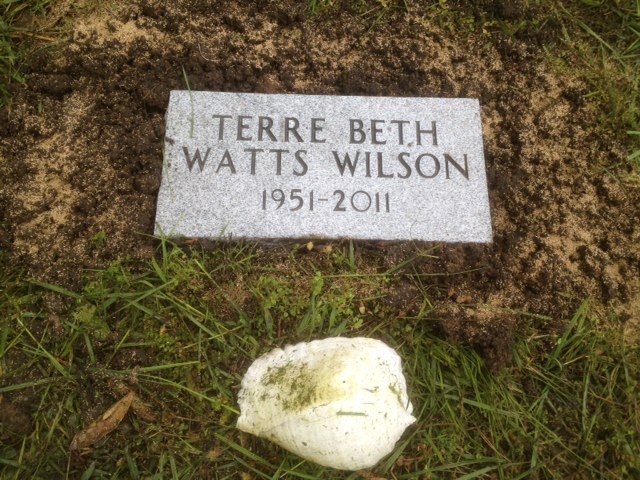 TERRE BETH
WATTS WILSON
1951-2011